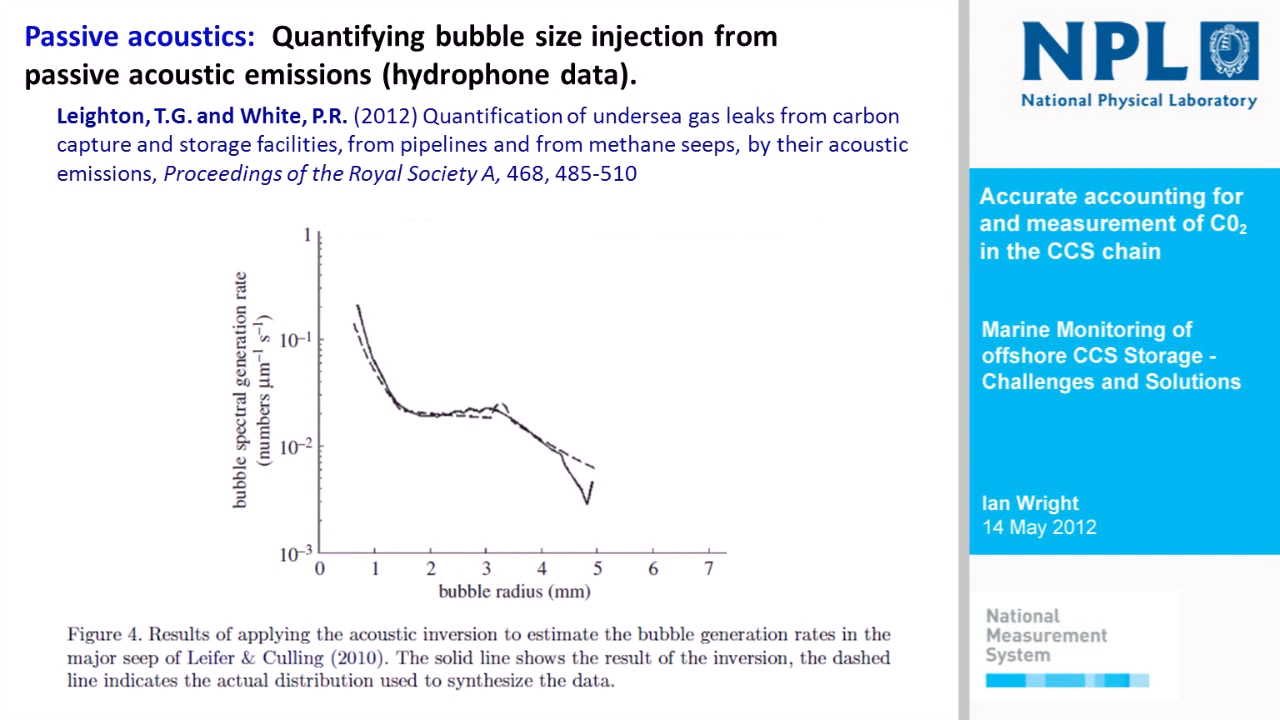 Passive acoustics: Quantifying bubble size injection from
passive acoustic emissions (hydrophone data).
Leighton, T.G. and White, P.R. (2012) Quantification of undersea gas leaks from carbon
capture and storage facilities, from pipelines and from methane seeps, by their acoustic
emissions, Proceedings of the Royal Society A, 468, 485-510
1
10⁻¹
10⁻²
10⁻³
bubble spectral generation rate
(numbers µm⁻¹ s⁻¹)
0 1 2 3 4 5 6 7
bubble radius (mm)
Figure 4. Results of applying the acoustic inversion to estimate the bubble generation rates in the
major seep of Leifer & Culling (2010). The solid line shows the result of the inversion, the dashed
line indicates the actual distribution used to synthesize the data.
NPL
National Physical Laboratory
Accurate accounting for
and measurement of C0₂
in the CCS chain
Marine Monitoring of
offshore CCS Storage -
Challenges and Solutions
Ian Wright
14 May 2012
National
Measurement
System